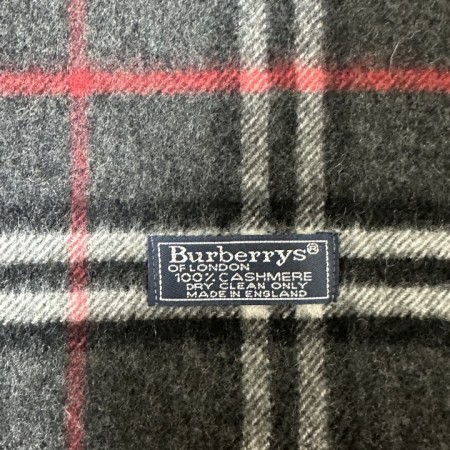 Burberrys®
OF LONDON
100% CASHMERE
DRY CLEAN ONLY
MADE IN ENGLAND